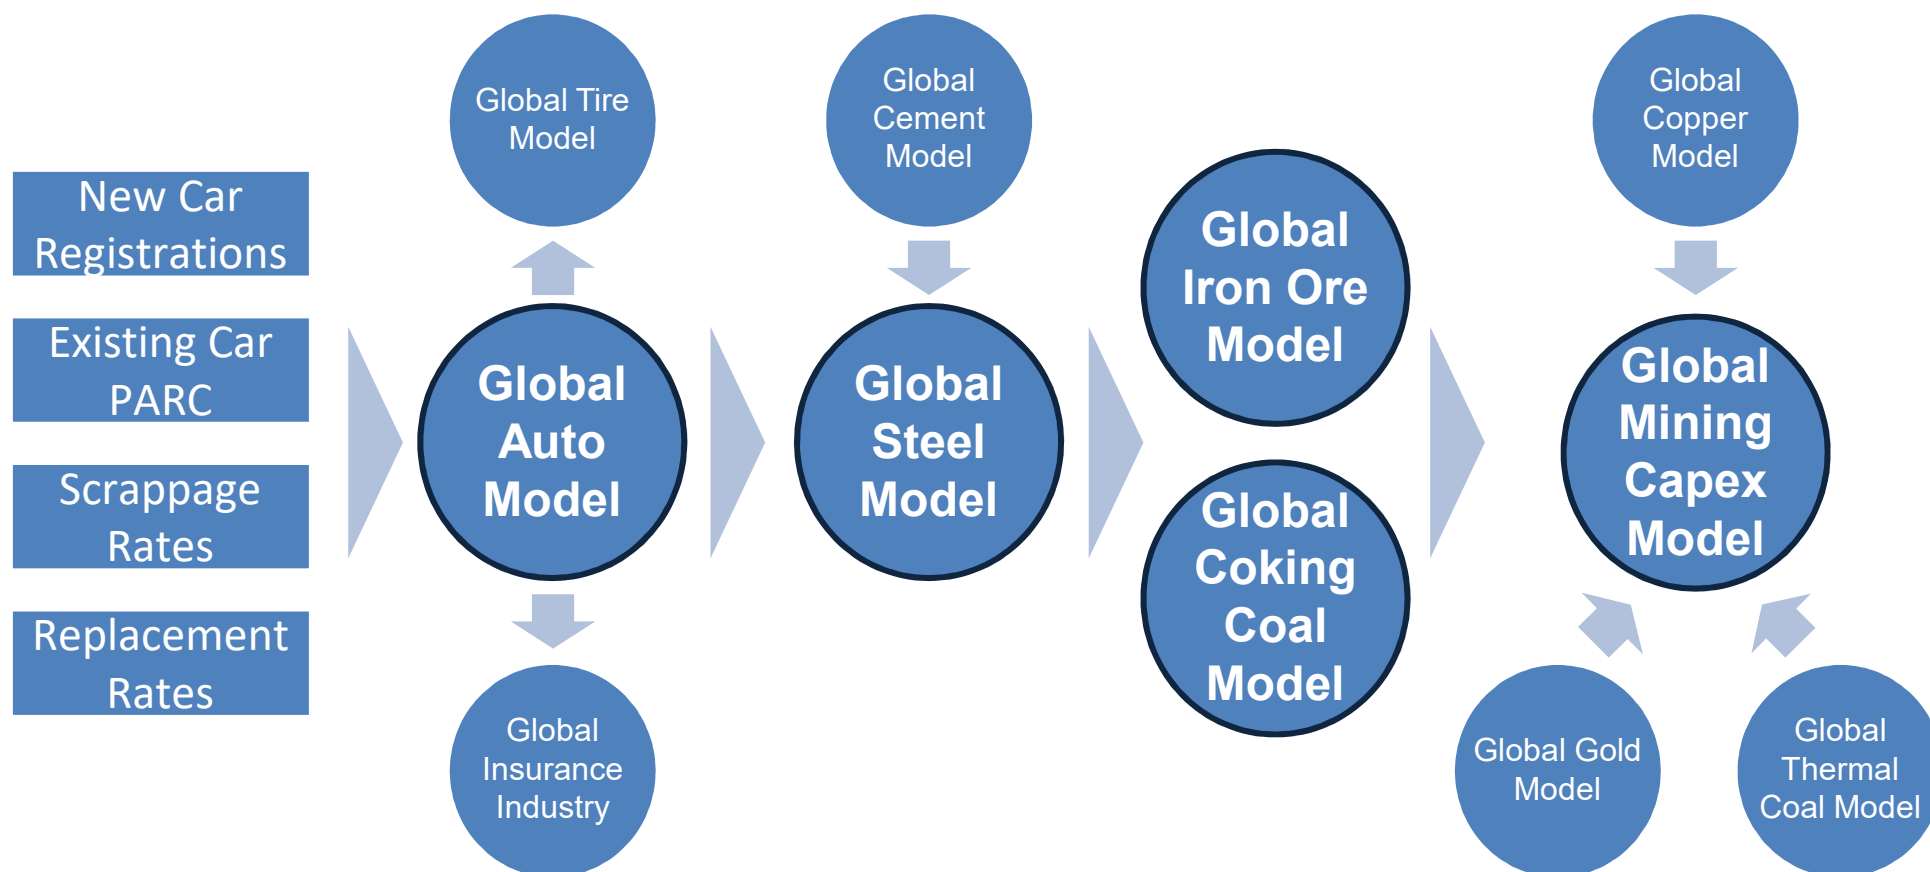 New Car
Registrations
Existing Car
PARC
Scrappage
Rates
Replacement
Rates
Global Tire
Model
Global
Auto
Model
Global
Insurance
Industry
Global
Cement
Model
Global
Steel
Model
Global
Iron Ore
Model
Global
Coking
Coal
Model
Global
Copper
Model
Global
Mining
Capex
Model
Global Gold
Model
Global
Thermal
Coal Model